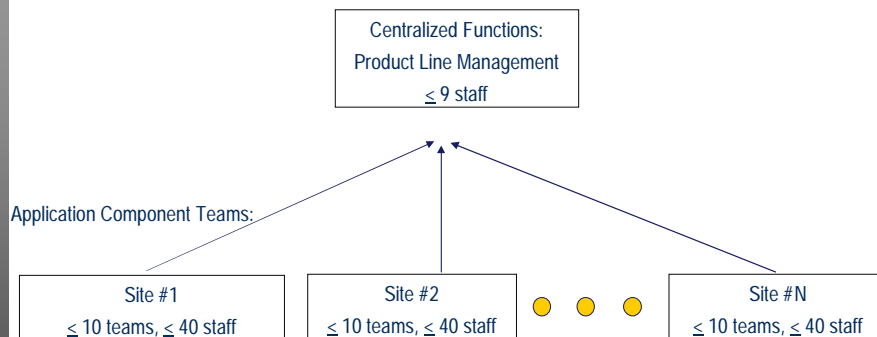 Centralized Functions:
Product Line Management
≤ 9 staff
Application Component Teams:
Site #1
≤ 10 teams, ≤ 40 staff
Site #2
≤ 10 teams, ≤ 40 staff
Site #N
≤ 10 teams, ≤ 40 staff